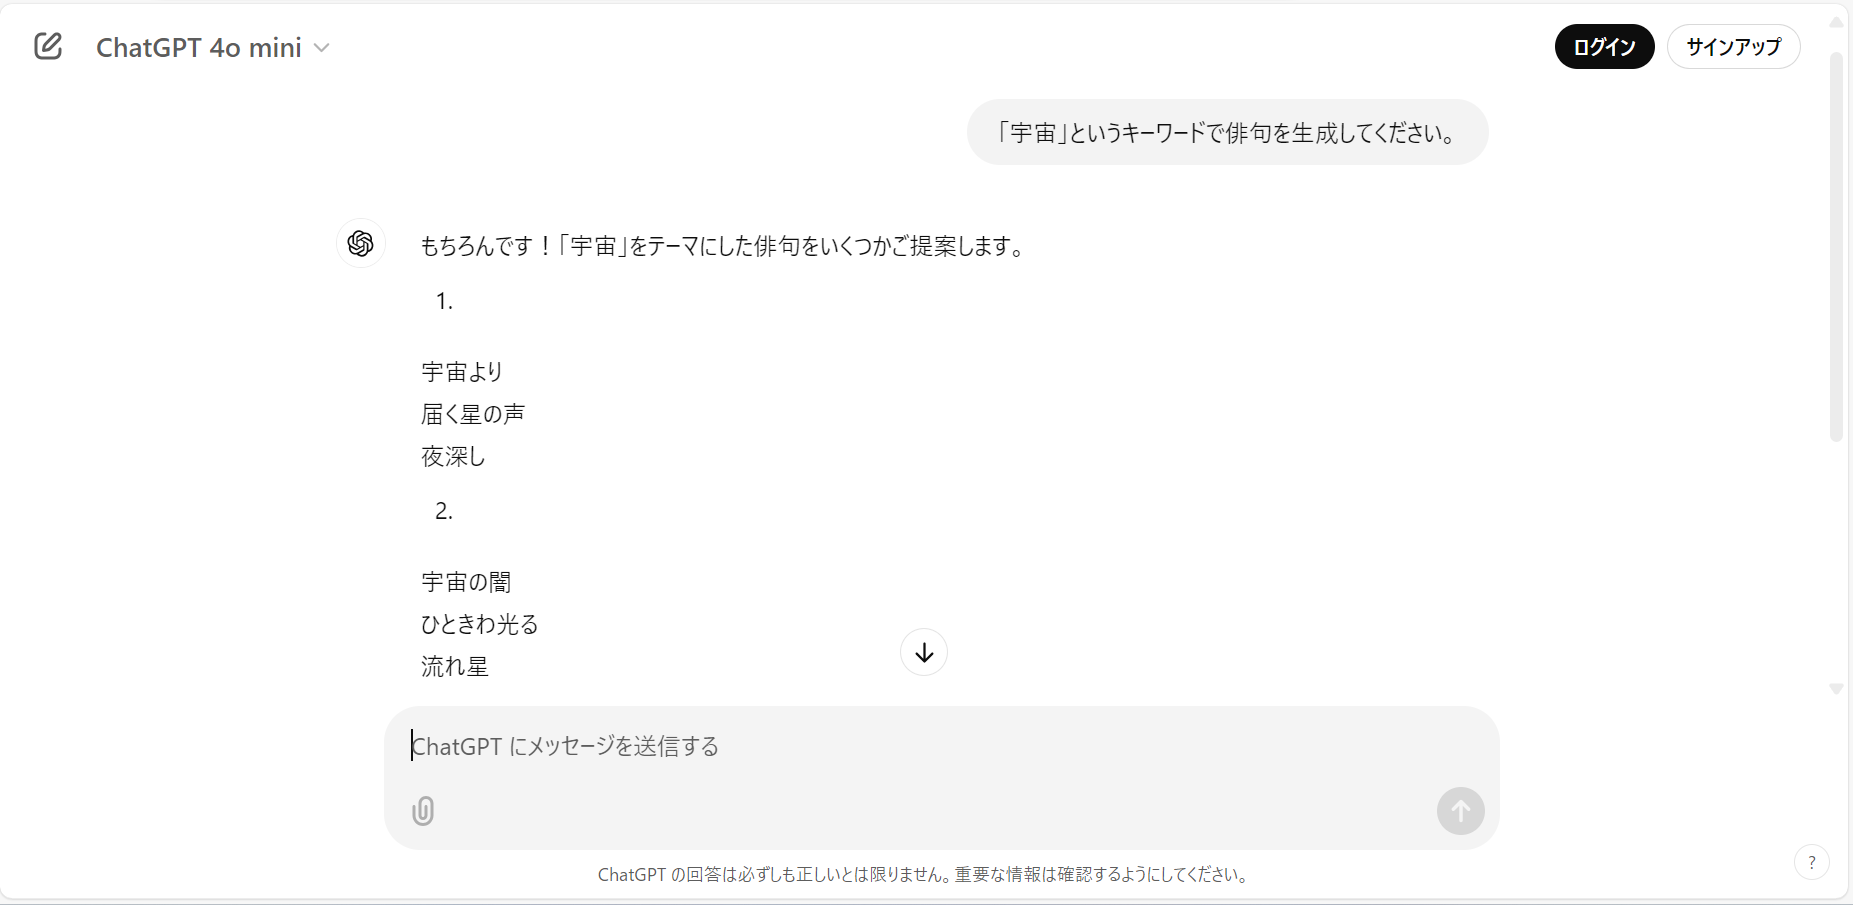 ChatGPT 4o mini
ログイン
サインアップ
「宇宙」というキーワードで俳句を生成してください。
もちろんです！「宇宙」をテーマにした俳句をいくつかご提案します。
1.
宇宙より
届く星の声
夜深し
2.
宇宙の闇
ひときわ光る
流れ星
ChatGPT にメッセージを送信する
ChatGPT の回答は必ずしも正しいとは限りません。重要な情報は確認するようにしてください。
?